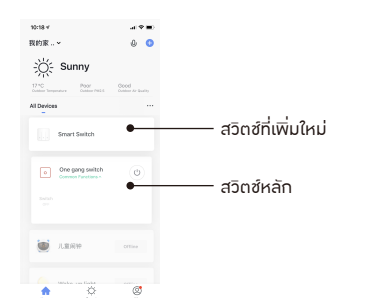 10:18
我的家 ..
Sunny
17°C
Poor
Good
Outdoor Temperature
Outdoor PM2.5
Outdoor Air Quality
All Devices
...
Smart Switch
สวิตช์ที่เพิ่มใหม่
One gang switch
Common Functions
สวิตช์หลัก
儿童闹钟
Offline